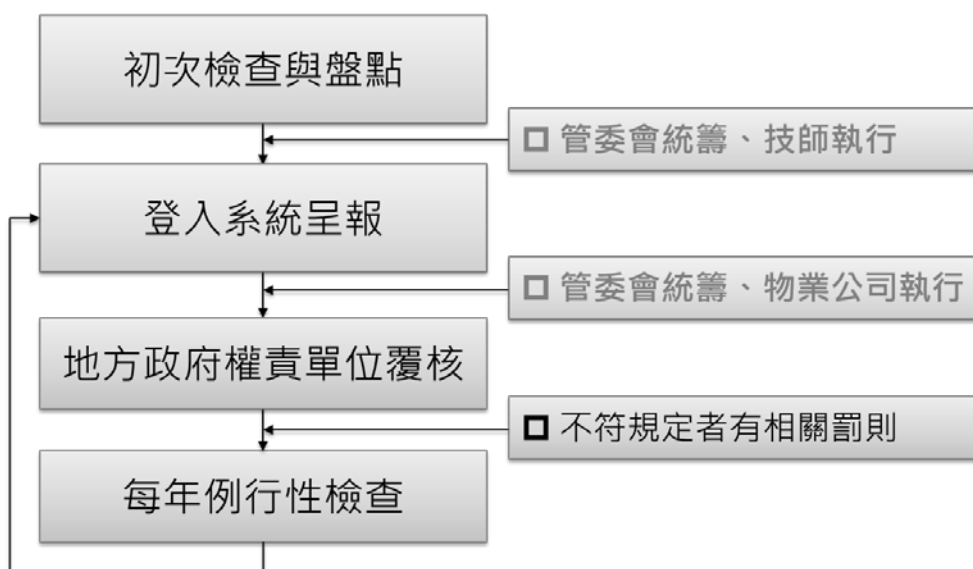 初次檢查與盤點
□ 管委會統籌、技師執行
登入系統呈報
□ 管委會統籌、物業公司執行
地方政府權責單位覆核
□ 不符規定者有相關罰則
每年例行性檢查